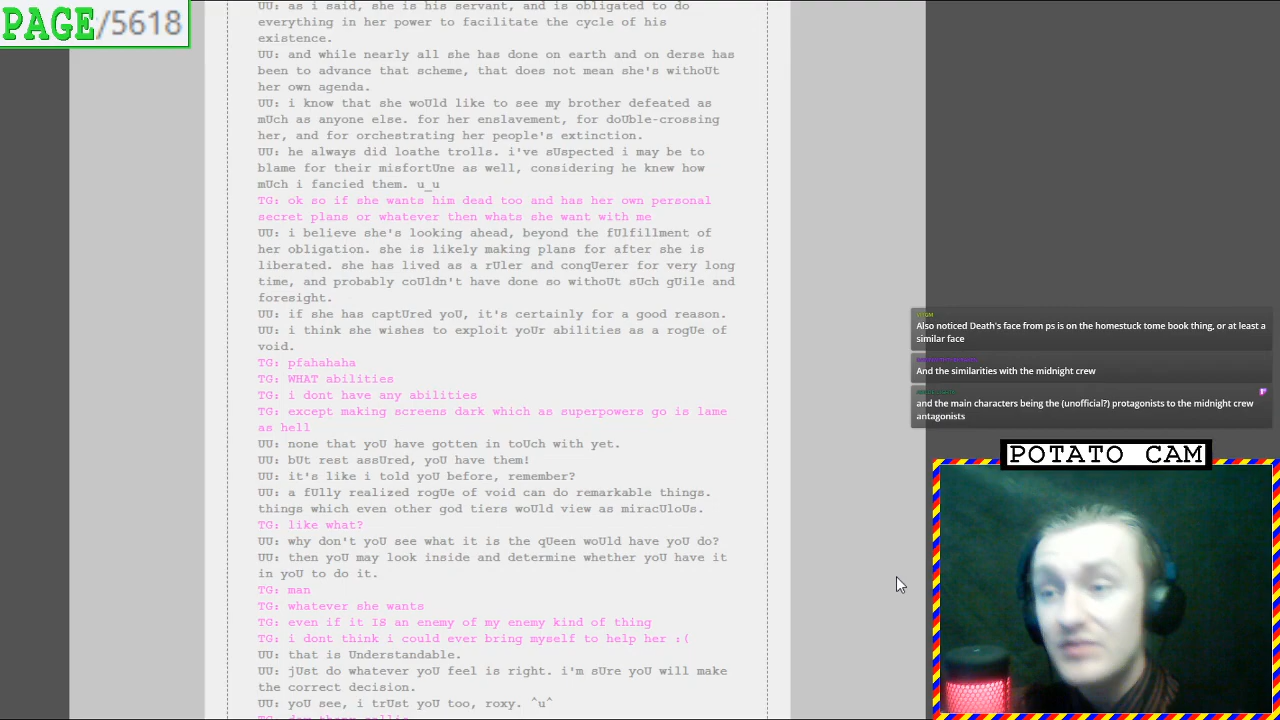 PAGE/5618
UU: as i said, she is his servant, and is obligated to do
everything in her power to facilitate the cycle of his
existence.
UU: and while nearly all she has done on earth and on derse has
been to advance that scheme, that does not mean she's withoUt
her own agenda.
UU: i know that she woUld like to see my brother defeated as
mUch as anyone else. for her enslavement, for doUble-crossing
her, and for orchestrating her people's extinction.
UU: he always did loathe trolls. i've sUspected i may be to
blame for their misfortUne as well, considering he knew how
mUch i fancied them. u_u
TG: ok so if she wants him dead too and has her own personal
secret plans or whatever then whats she want with me
UU: i believe she's looking ahead, beyond the fUlfillment of
her obligation. she is likely making plans for after she is
liberated. she has lived as a rUler and conqUerer for very long
time, and probably coUldn't have done so withoUt sUch gUile and
foresight.
UU: if she has captUred yoU, it's certainly for a good reason.
UU: i think she wishes to exploit yoUr abilities as a rogUe of
void.
TG: pfahahaha
TG: WHAT abilities
TG: i dont have any abilities
TG: except making screens dark which as superpowers go is lame
as hell
UU: none that yoU have gotten in toUch with yet.
UU: bUt rest assUred, yoU have them!
UU: it's like i told yoU before, remember?
UU: a fUlly realized rogUe of void can do remarkable things.
things which even other god tiers woUld view as miracUloUs.
TG: like what?
UU: why don't yoU see what it is the qUeen woUld have yoU do?
UU: then yoU may look inside and determine whether yoU have it
in yoU to do it.
TG: man
TG: whatever she wants
TG: even if it IS an enemy of my enemy kind of thing
TG: i dont think i could ever bring myself to help her :(
UU: that is Understandable.
UU: jUst do whatever yoU feel is right. i'm sUre yoU will make
the correct decision.
UU: yoU see, i trUst yoU too, roxy. ^u^
Also noticed Death's face from ps is on the homestuck tome book thing, or at least a
similar face
And the similarities with the midnight crew
and the main characters being the (unofficial?) protagonists to the midnight crew
antagonists
POTATO CAM